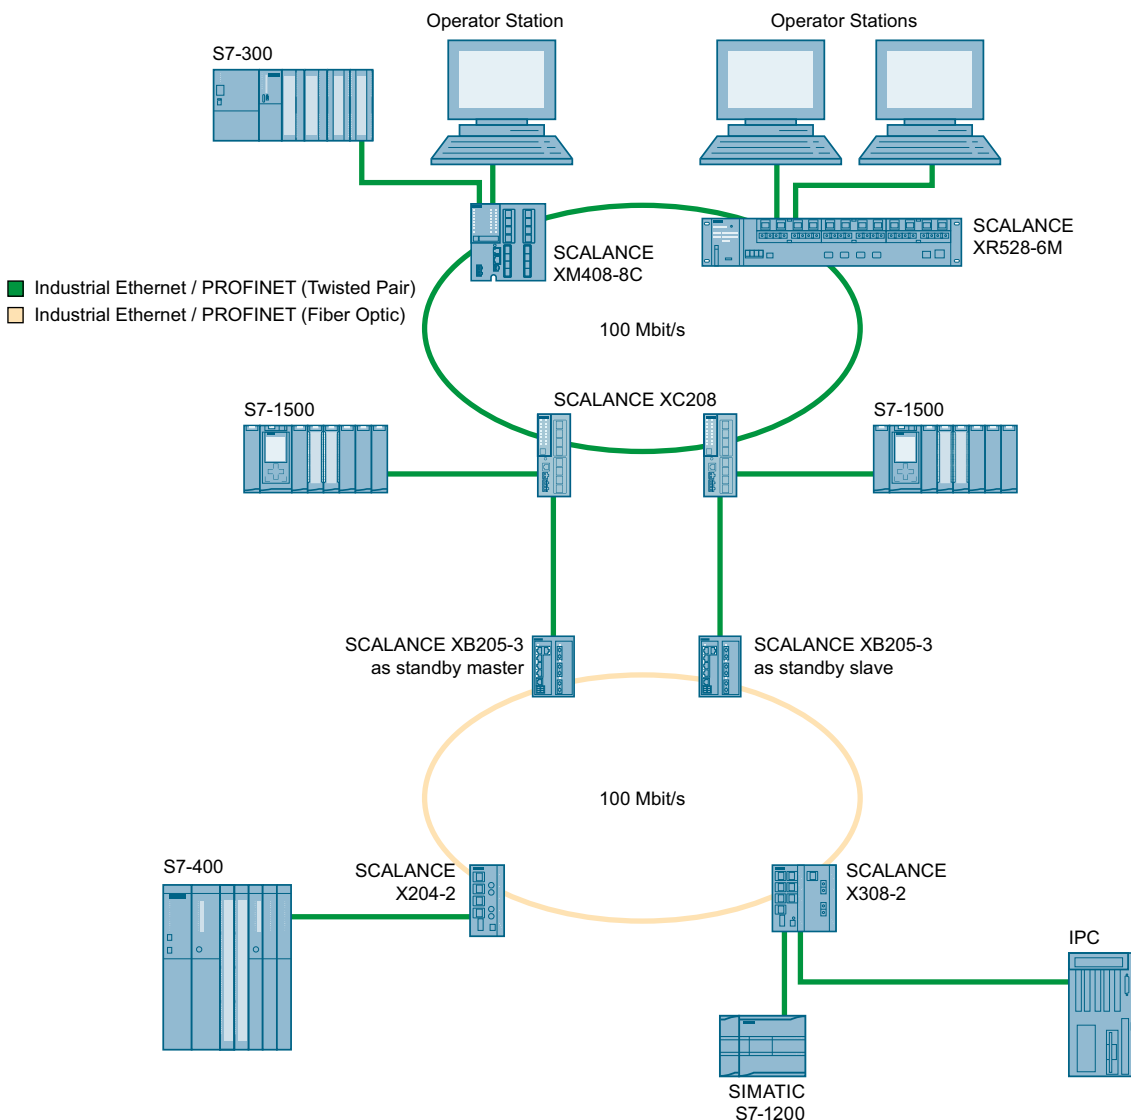 Operator Station
Operator Stations
S7-300
SCALANCE
XM408-8C
SCALANCE
XR528-6M
Industrial Ethernet / PROFINET (Twisted Pair)
Industrial Ethernet / PROFINET (Fiber Optic)
100 Mbit/s
SCALANCE XC208
S7-1500
S7-1500
SCALANCE XB205-3
as standby master
SCALANCE XB205-3
as standby slave
100 Mbit/s
S7-400
SCALANCE
X204-2
SCALANCE
X308-2
IPC
SIMATIC
S7-1200